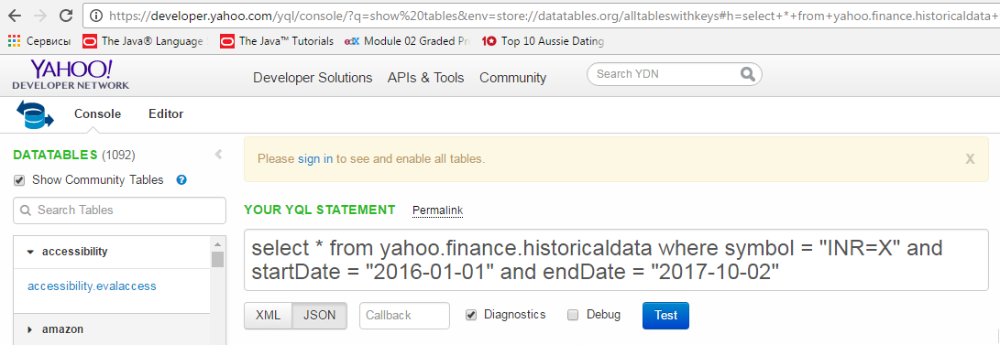 https://developer.yahoo.com/yql/console/?q=show%20tables&env=store://datatables.org/alltableswithkeys#h=select+*+from+yahoo.finance.historicaldata+
Сервисы The Java® Language The Java™ Tutorials edX Module 02 Graded Pr Top 10 Aussie Dating
YAHOO!
DEVELOPER NETWORK
Developer Solutions APIs & Tools Community Search YDN
Console Editor
DATATABLES (1092)
Show Community Tables ?
Search Tables
accessibility
accessibility.evalaccess
amazon
Please sign in to see and enable all tables. X
YOUR YQL STATEMENT Permalink
select * from yahoo.finance.historicaldata where symbol = "INR=X" and
startDate = "2016-01-01" and endDate = "2017-10-02"
XML JSON Callback Diagnostics Debug Test